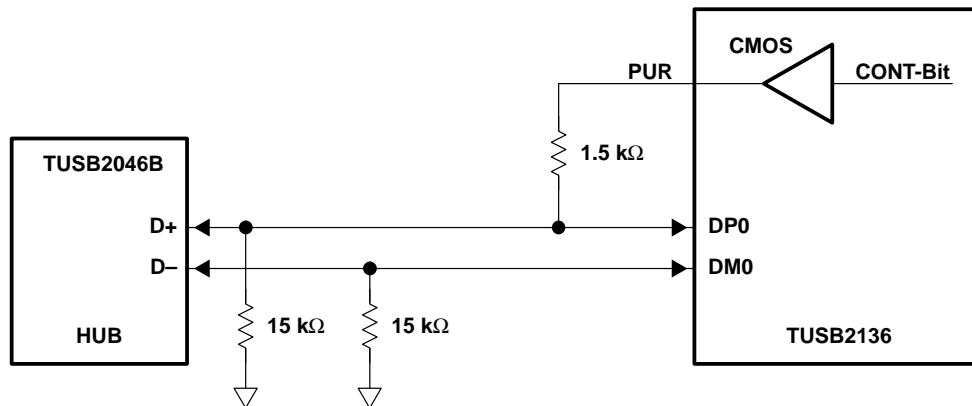 CMOS
PUR
CONT-Bit
1.5 kΩ
TUSB2046B
D+
DP0
D–
DM0
15 kΩ
15 kΩ
HUB
TUSB2136